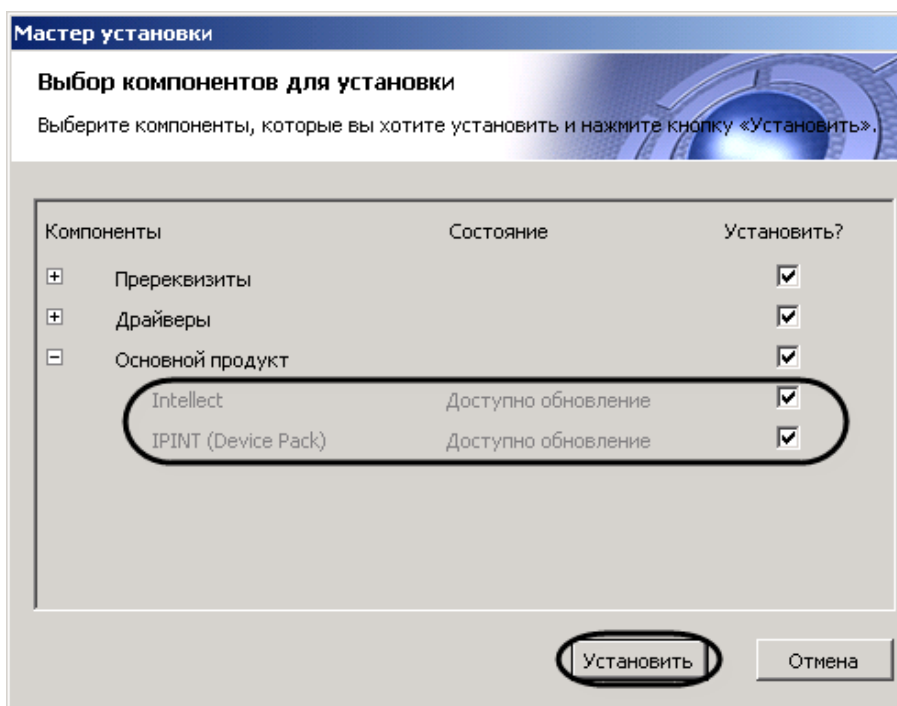 Мастер установки
Выбор компонентов для установки
Выберите компоненты, которые вы хотите установить и нажмите кнопку «Установить».
Компоненты Состояние Установить?
Пререквизиты
Драйверы
Основной продукт
Intellect Доступно обновление
IPINT (Device Pack) Доступно обновление
Установить Отмена